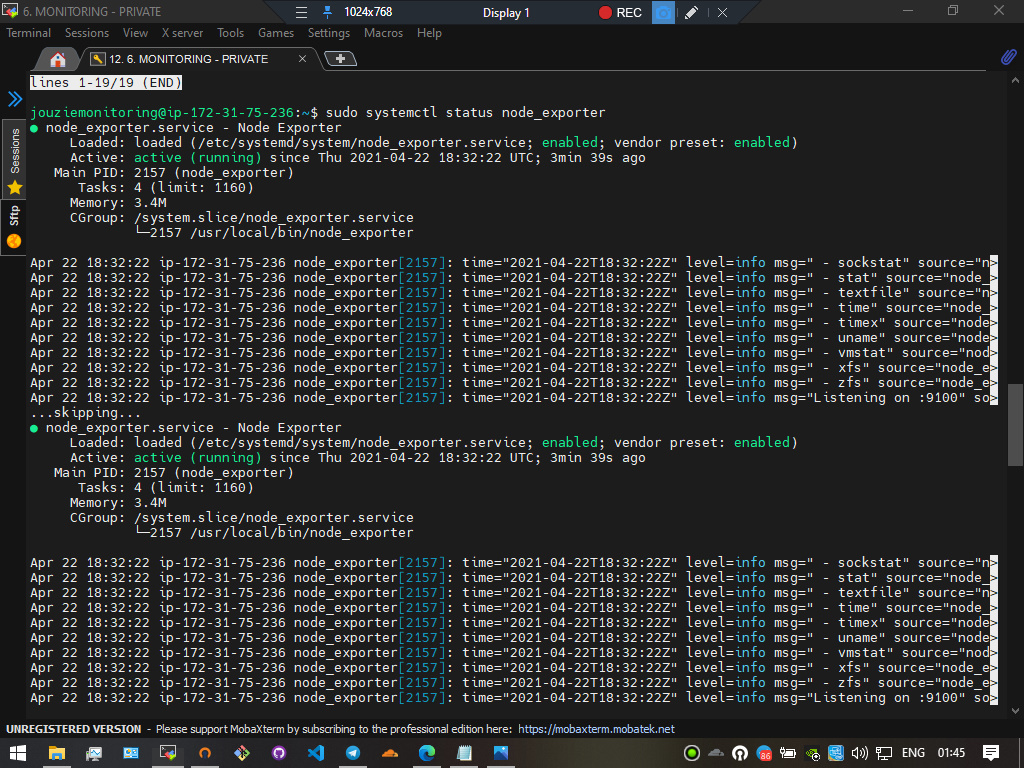 6. MONITORING - PRIVATE
1024x768
Display 1
REC
Terminal Sessions View X server Tools Games Settings Macros Help
12. 6. MONITORING - PRIVATE
Sessions
Sftp
lines 1-19/19 (END)
jouziemonitoring@ip-172-31-75-236:~$ sudo systemctl status node_exporter
● node_exporter.service - Node Exporter
Loaded: loaded (/etc/systemd/system/node_exporter.service; enabled; vendor preset: enabled)
Active: active (running) since Thu 2021-04-22 18:32:22 UTC; 3min 39s ago
Main PID: 2157 (node_exporter)
Tasks: 4 (limit: 1160)
Memory: 3.4M
CGroup: /system.slice/node_exporter.service
└─2157 /usr/local/bin/node_exporter
Apr 22 18:32:22 ip-172-31-75-236 node_exporter[2157]: time="2021-04-22T18:32:22Z" level=info msg=" - sockstat" source="n>
Apr 22 18:32:22 ip-172-31-75-236 node_exporter[2157]: time="2021-04-22T18:32:22Z" level=info msg=" - stat" source="node_>
Apr 22 18:32:22 ip-172-31-75-236 node_exporter[2157]: time="2021-04-22T18:32:22Z" level=info msg=" - textfile" source="n>
Apr 22 18:32:22 ip-172-31-75-236 node_exporter[2157]: time="2021-04-22T18:32:22Z" level=info msg=" - time" source="node_>
Apr 22 18:32:22 ip-172-31-75-236 node_exporter[2157]: time="2021-04-22T18:32:22Z" level=info msg=" - timex" source="node>
Apr 22 18:32:22 ip-172-31-75-236 node_exporter[2157]: time="2021-04-22T18:32:22Z" level=info msg=" - uname" source="node>
Apr 22 18:32:22 ip-172-31-75-236 node_exporter[2157]: time="2021-04-22T18:32:22Z" level=info msg=" - vmstat" source="nod>
Apr 22 18:32:22 ip-172-31-75-236 node_exporter[2157]: time="2021-04-22T18:32:22Z" level=info msg=" - xfs" source="node_e>
Apr 22 18:32:22 ip-172-31-75-236 node_exporter[2157]: time="2021-04-22T18:32:22Z" level=info msg=" - zfs" source="node_e>
Apr 22 18:32:22 ip-172-31-75-236 node_exporter[2157]: time="2021-04-22T18:32:22Z" level=info msg="Listening on :9100" so>
...skipping...
● node_exporter.service - Node Exporter
Loaded: loaded (/etc/systemd/system/node_exporter.service; enabled; vendor preset: enabled)
Active: active (running) since Thu 2021-04-22 18:32:22 UTC; 3min 39s ago
Main PID: 2157 (node_exporter)
Tasks: 4 (limit: 1160)
Memory: 3.4M
CGroup: /system.slice/node_exporter.service
└─2157 /usr/local/bin/node_exporter
Apr 22 18:32:22 ip-172-31-75-236 node_exporter[2157]: time="2021-04-22T18:32:22Z" level=info msg=" - sockstat" source="n>
Apr 22 18:32:22 ip-172-31-75-236 node_exporter[2157]: time="2021-04-22T18:32:22Z" level=info msg=" - stat" source="node_>
Apr 22 18:32:22 ip-172-31-75-236 node_exporter[2157]: time="2021-04-22T18:32:22Z" level=info msg=" - textfile" source="n>
Apr 22 18:32:22 ip-172-31-75-236 node_exporter[2157]: time="2021-04-22T18:32:22Z" level=info msg=" - time" source="node_>
Apr 22 18:32:22 ip-172-31-75-236 node_exporter[2157]: time="2021-04-22T18:32:22Z" level=info msg=" - timex" source="node>
Apr 22 18:32:22 ip-172-31-75-236 node_exporter[2157]: time="2021-04-22T18:32:22Z" level=info msg=" - uname" source="node>
Apr 22 18:32:22 ip-172-31-75-236 node_exporter[2157]: time="2021-04-22T18:32:22Z" level=info msg=" - vmstat" source="nod>
Apr 22 18:32:22 ip-172-31-75-236 node_exporter[2157]: time="2021-04-22T18:32:22Z" level=info msg=" - xfs" source="node_e>
Apr 22 18:32:22 ip-172-31-75-236 node_exporter[2157]: time="2021-04-22T18:32:22Z" level=info msg=" - zfs" source="node_e>
Apr 22 18:32:22 ip-172-31-75-236 node_exporter[2157]: time="2021-04-22T18:32:22Z" level=info msg="Listening on :9100" so>
UNREGISTERED VERSION - Please support MobaXterm by subscribing to the professional edition here: https://mobaxterm.mobatek.net
86
ENG 01:45